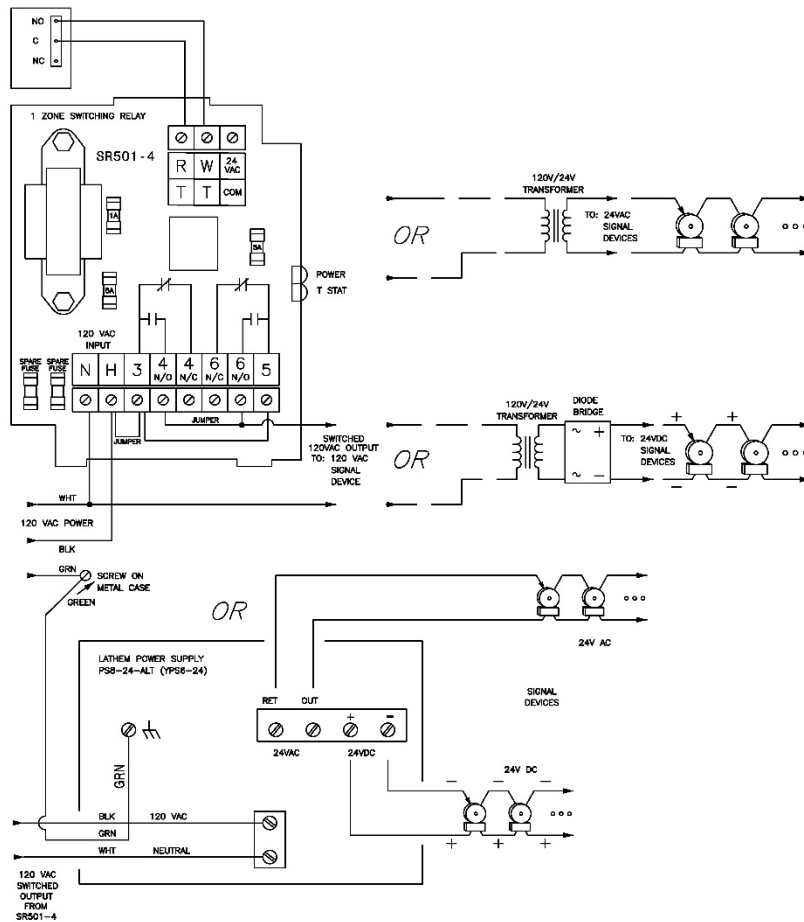 NO
C
NC
1 ZONE SWITCHING RELAY
SR501-4
R W 24 VAC
T T COM
1A
5A
5A
POWER
T STAT
120 VAC
INPUT
SPARE FUSE
SPARE FUSE
N H 3 4 N/O 4 N/C 6 N/C 6 N/O 5
JUMPER
JUMPER
SWITCHED
120VAC OUTPUT
TO: 120 VAC
SIGNAL
DEVICE
WHT
120 VAC POWER
BLK
GRN
SCREW ON
METAL CASE
GREEN
OR
120V/24V
TRANSFORMER
TO: 24VAC
SIGNAL
DEVICES
OR
120V/24V
TRANSFORMER
DIODE
BRIDGE
~ +
~ −
TO: 24VDC
SIGNAL
DEVICES
+ +
− −
OR
24V AC
LATHEM POWER SUPPLY
PS8-24-ALT (YPS6-24)
RET OUT
+ −
24VAC 24VDC
SIGNAL
DEVICES
GRN
24V DC
− − −
+ + +
BLK 120 VAC
GRN
WHT NEUTRAL
120 VAC
SWITCHED
OUTPUT
FROM
SR501-4